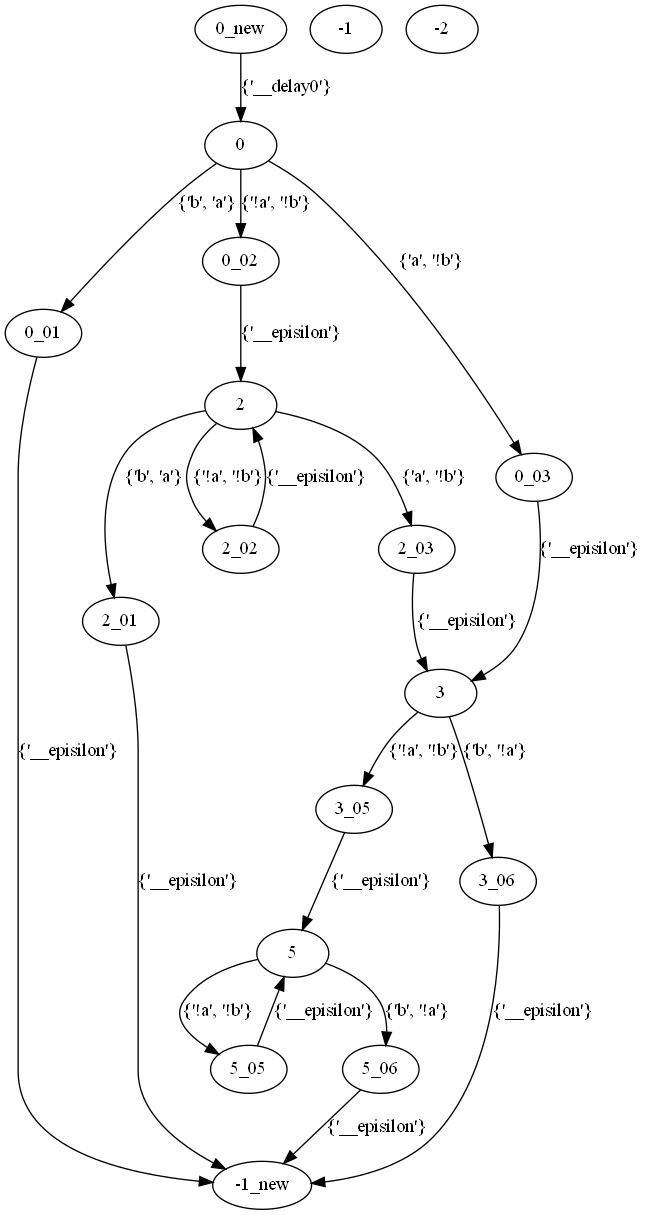 0_new -1 -2
{'__delay0'}
0
{'b', 'a'} {'!a', '!b'}
{'a', '!b'}
0_02
0_01
{'__episilon'}
2
{'b', 'a'} {'!a', '!b'} {'__episilon'} {'a', '!b'}
0_03
2_02 2_03
{'__episilon'}
2_01
{'__episilon'}
3
{'__episilon'} {'!a', '!b'} {'b', '!a'}
3_05
{'__episilon'} {'__episilon'}
3_06
5
{'!a', '!b'} {'__episilon'} {'b', '!a'} {'__episilon'}
5_05 5_06
{'__episilon'}
-1_new